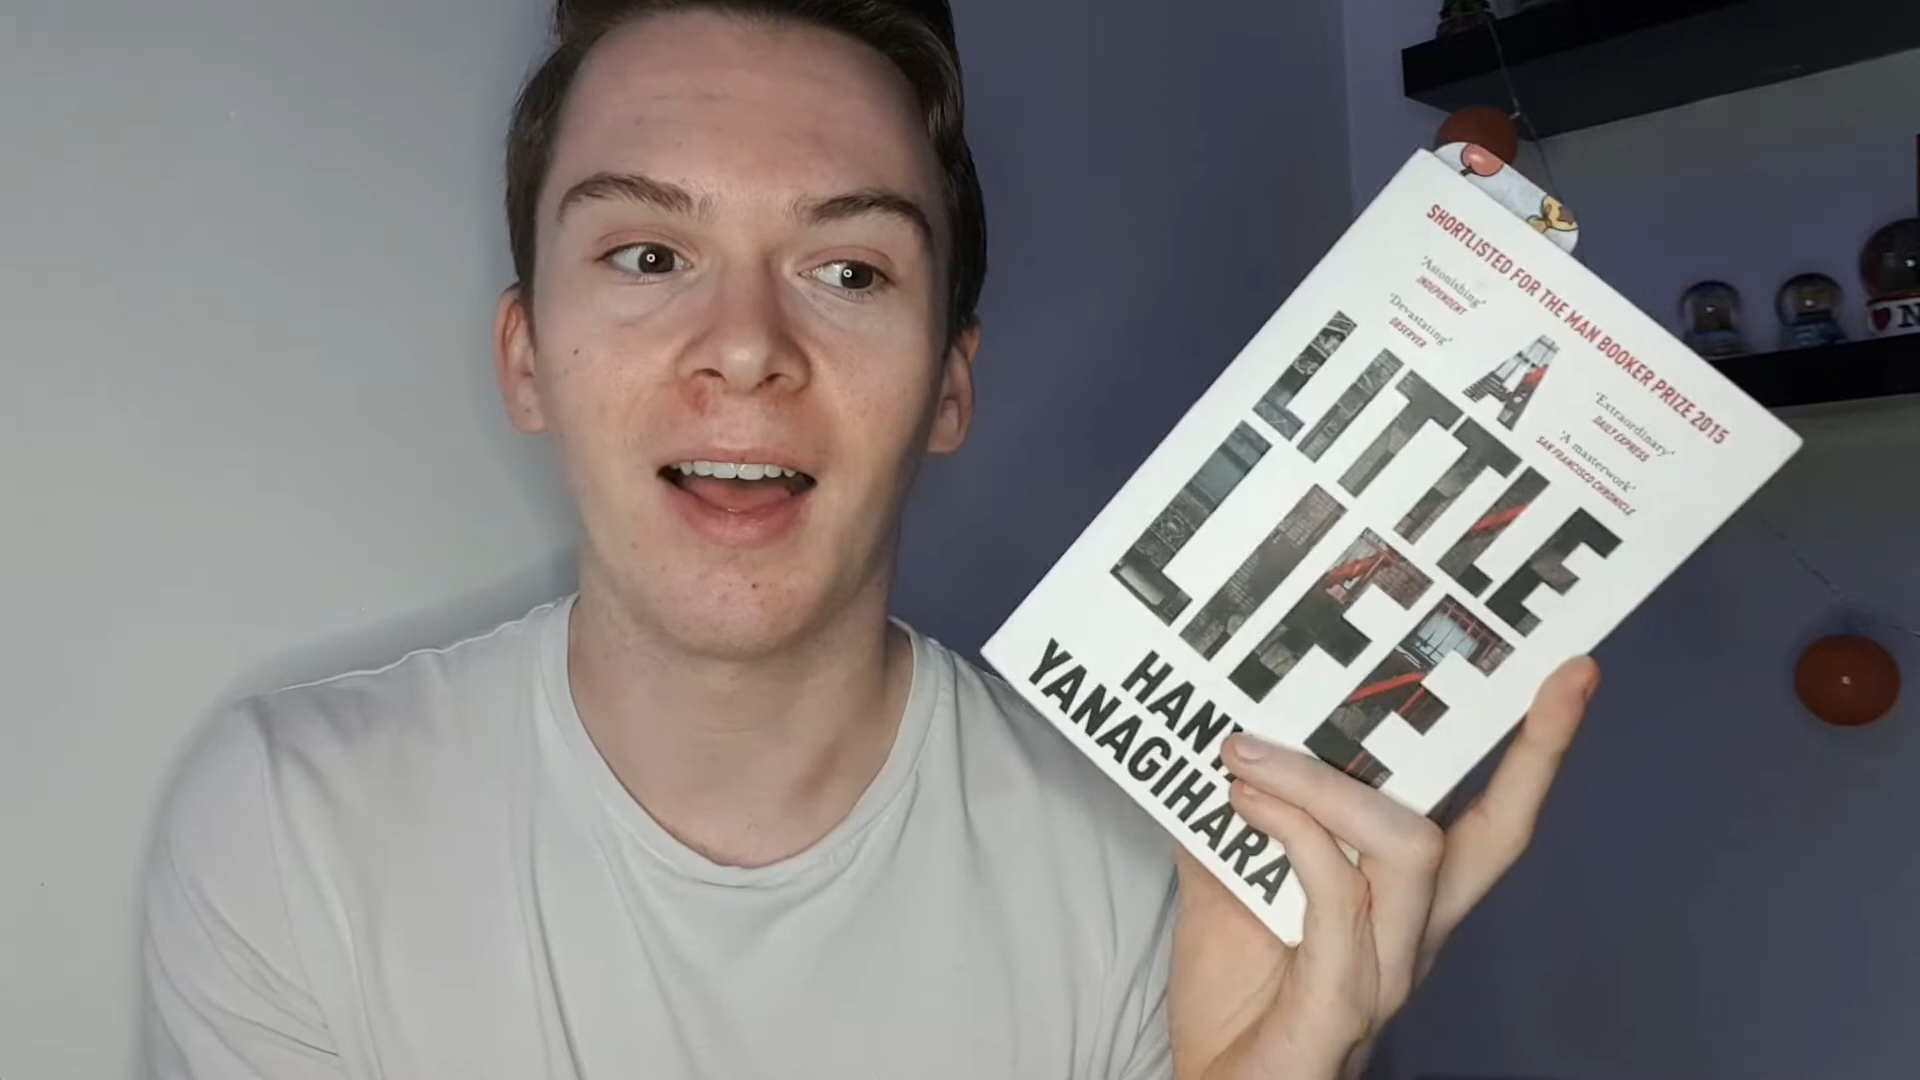 SHORTLISTED FOR THE MAN BOOKER PRIZE 2015
'Astonishing'
INDEPENDENT
'Devastating'
OBSERVER
'Extraordinary'
DAILY EXPRESS
'A masterwork'
SAN FRANCISCO CHRONICLE
A
LITTLE
LIFE
YANAGIHARA